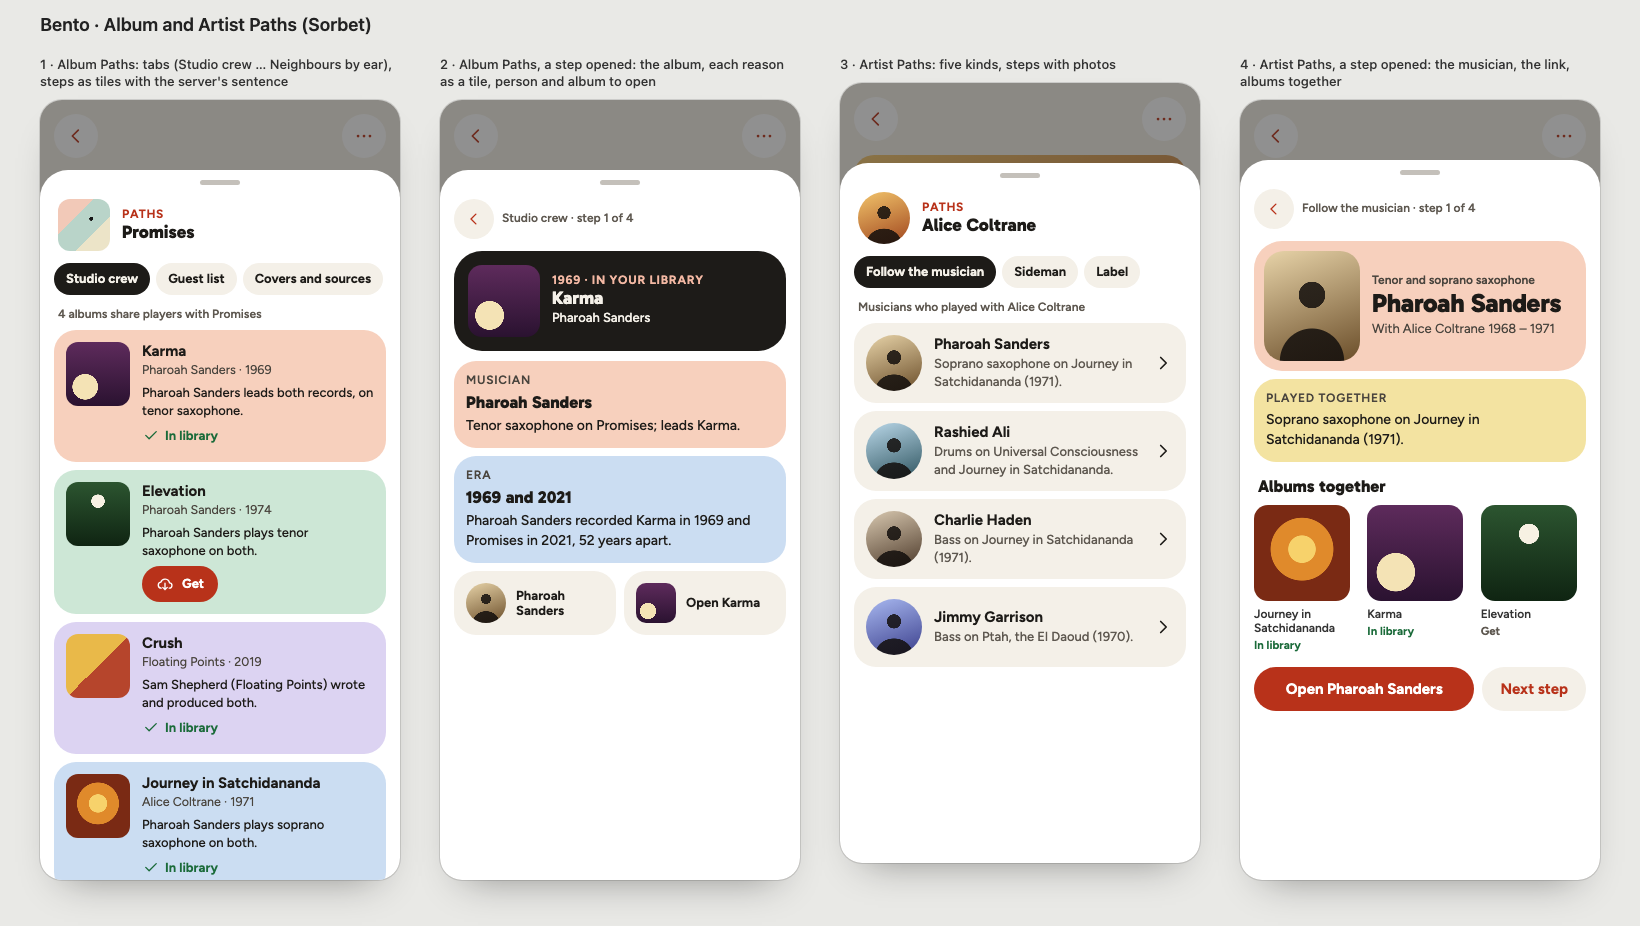 Bento · Album and Artist Paths (Sorbet)
1 · Album Paths: tabs (Studio crew ... Neighbours by ear),
steps as tiles with the server's sentence
PATHS
Promises
Studio crew
Guest list
Covers and sources
4 albums share players with Promises
Karma
Pharoah Sanders · 1969
Pharoah Sanders leads both records, on
tenor saxophone.
In library
Elevation
Pharoah Sanders · 1974
Pharoah Sanders plays tenor
saxophone on both.
Get
Crush
Floating Points · 2019
Sam Shepherd (Floating Points) wrote
and produced both.
In library
Journey in Satchidananda
Alice Coltrane · 1971
Pharoah Sanders plays soprano
saxophone on both.
In library
2 · Album Paths, a step opened: the album, each reason
as a tile, person and album to open
Studio crew · step 1 of 4
1969 · IN YOUR LIBRARY
Karma
Pharoah Sanders
MUSICIAN
Pharoah Sanders
Tenor saxophone on Promises; leads Karma.
ERA
1969 and 2021
Pharoah Sanders recorded Karma in 1969 and
Promises in 2021, 52 years apart.
Pharoah
Sanders
Open Karma
3 · Artist Paths: five kinds, steps with photos
PATHS
Alice Coltrane
Follow the musician
Sideman
Label
Musicians who played with Alice Coltrane
Pharoah Sanders
Soprano saxophone on Journey in
Satchidananda (1971).
Rashied Ali
Drums on Universal Consciousness
and Journey in Satchidananda.
Charlie Haden
Bass on Journey in Satchidananda
(1971).
Jimmy Garrison
Bass on Ptah, the El Daoud (1970).
4 · Artist Paths, a step opened: the musician, the link,
albums together
Follow the musician · step 1 of 4
Tenor and soprano saxophone
Pharoah Sanders
With Alice Coltrane 1968 – 1971
PLAYED TOGETHER
Soprano saxophone on Journey in
Satchidananda (1971).
Albums together
Journey in
Satchidananda
In library
Karma
In library
Elevation
Get
Open Pharoah Sanders
Next step